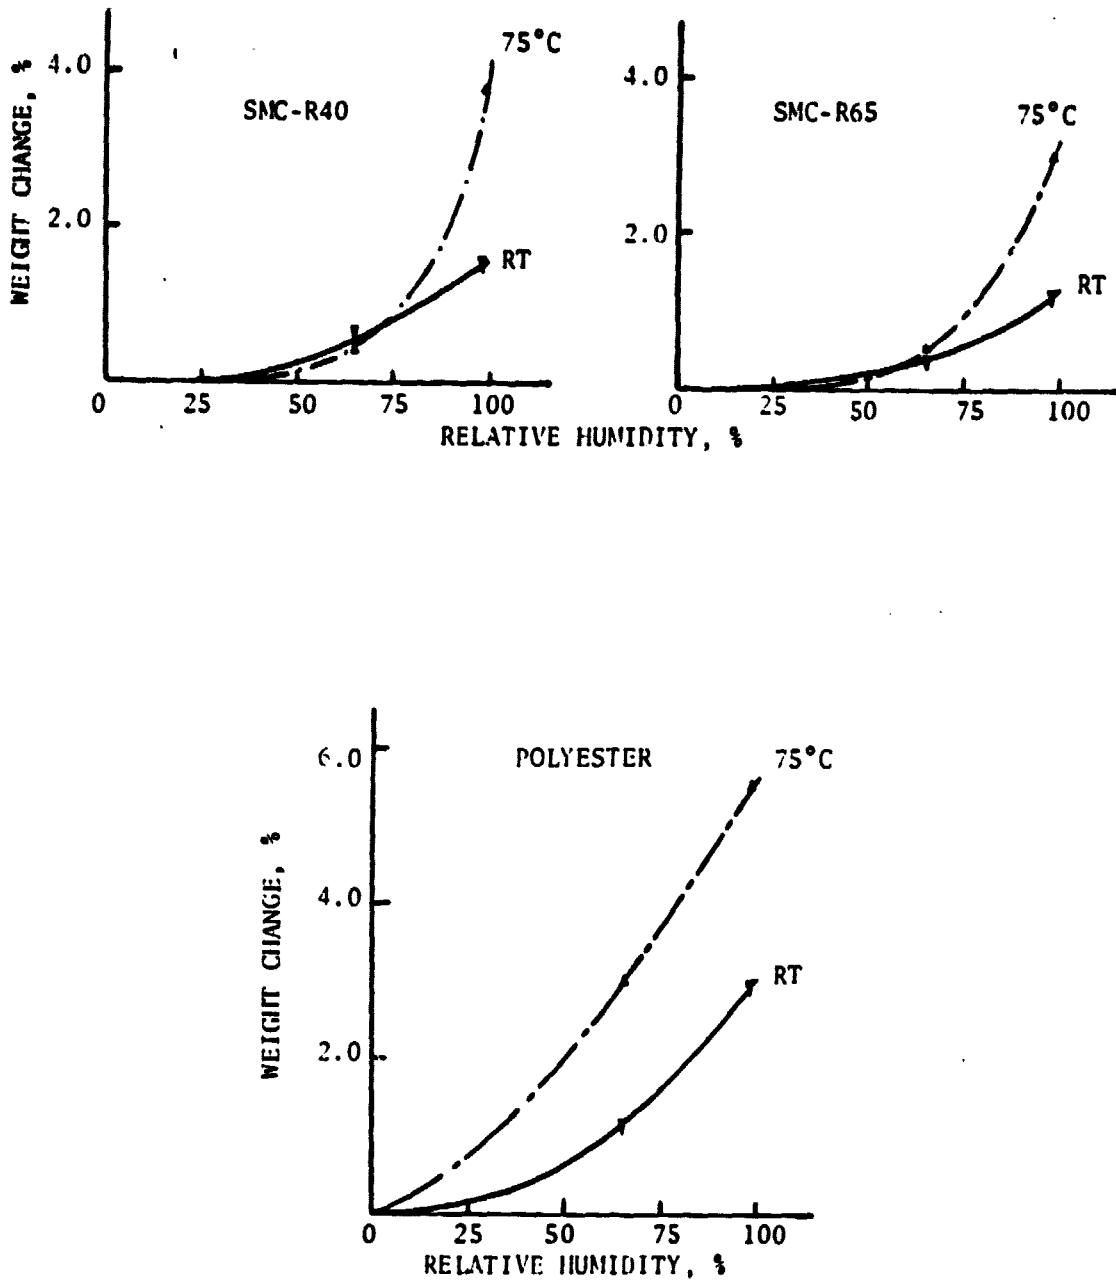 WEIGHT CHANGE, %
4.0
2.0
SMC-R40
75°C
RT
0 25 50 75 100
4.0
2.0
SMC-R65
75°C
RT
0 25 50 75 100
RELATIVE HUMIDITY, %
WEIGHT CHANGE, %
6.0
4.0
2.0
POLYESTER
75°C
RT
0 25 50 75 100
RELATIVE HUMIDITY, %